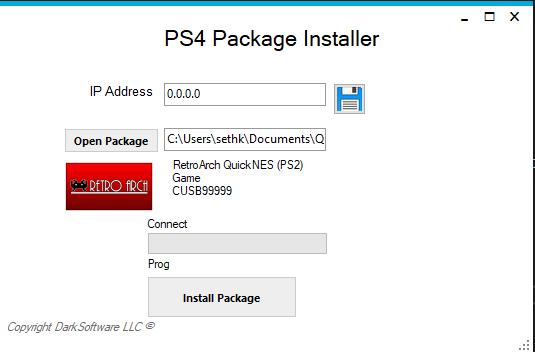 PS4 Package Installer
IP Address
0.0.0.0
Open Package
C:\Users\sethk\Documents\Q
RETRO ARCH
RetroArch QuickNES (PS2)
Game
CUSB99999
Connect
Prog
Install Package
Copyright DarkSoftware LLC ©